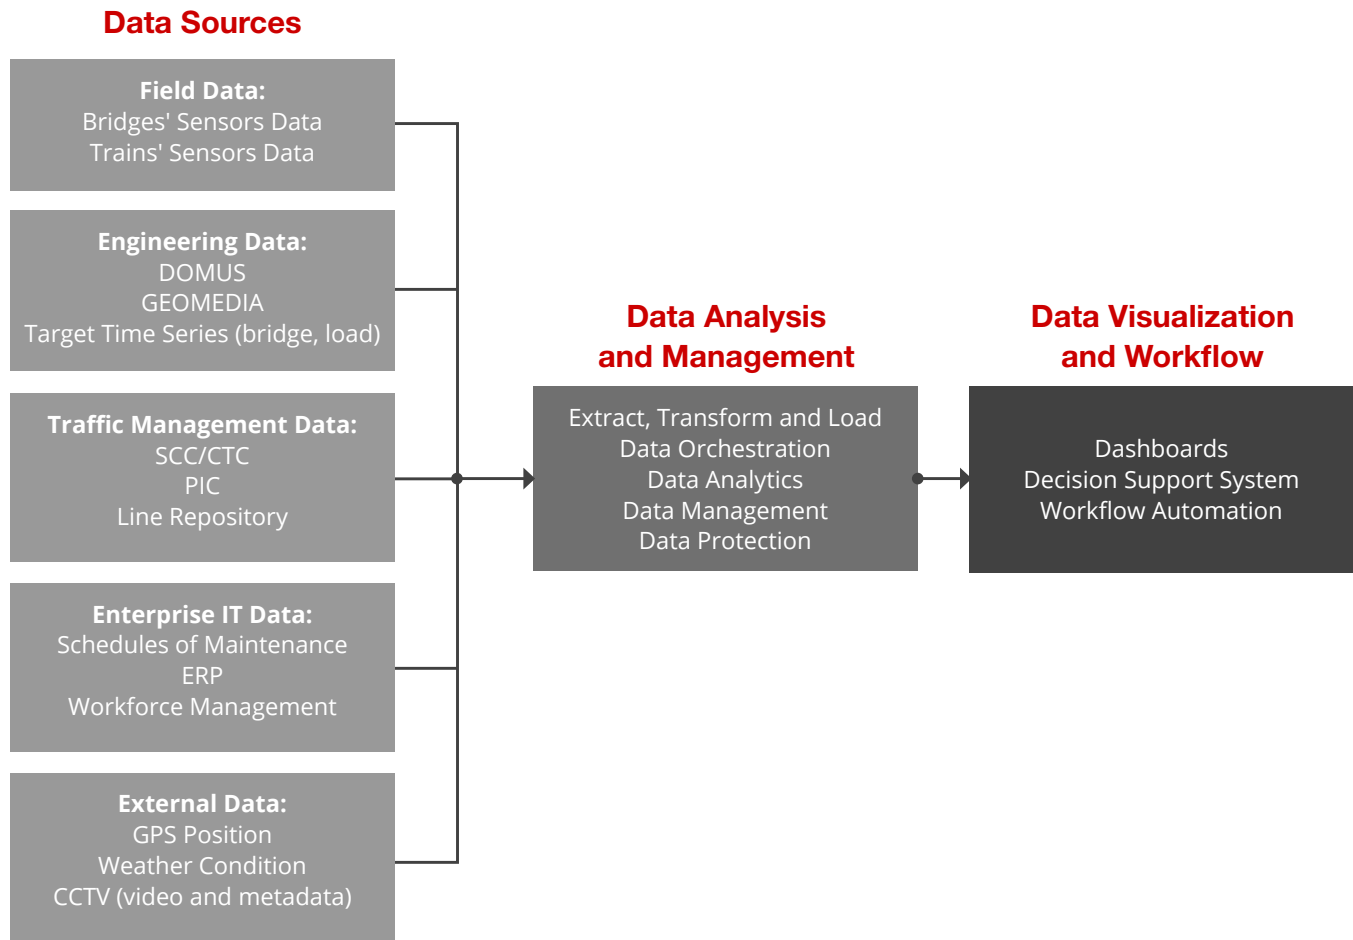 Data Sources
Field Data:
Bridges' Sensors Data
Trains' Sensors Data
Engineering Data:
DOMUS
GEOMEDIA
Target Time Series (bridge, load)
Traffic Management Data:
SCC/CTC
PIC
Line Repository
Enterprise IT Data:
Schedules of Maintenance
ERP
Workforce Management
External Data:
GPS Position
Weather Condition
CCTV (video and metadata)
Data Analysis
and Management
Extract, Transform and Load
Data Orchestration
Data Analytics
Data Management
Data Protection
Data Visualization
and Workflow
Dashboards
Decision Support System
Workflow Automation